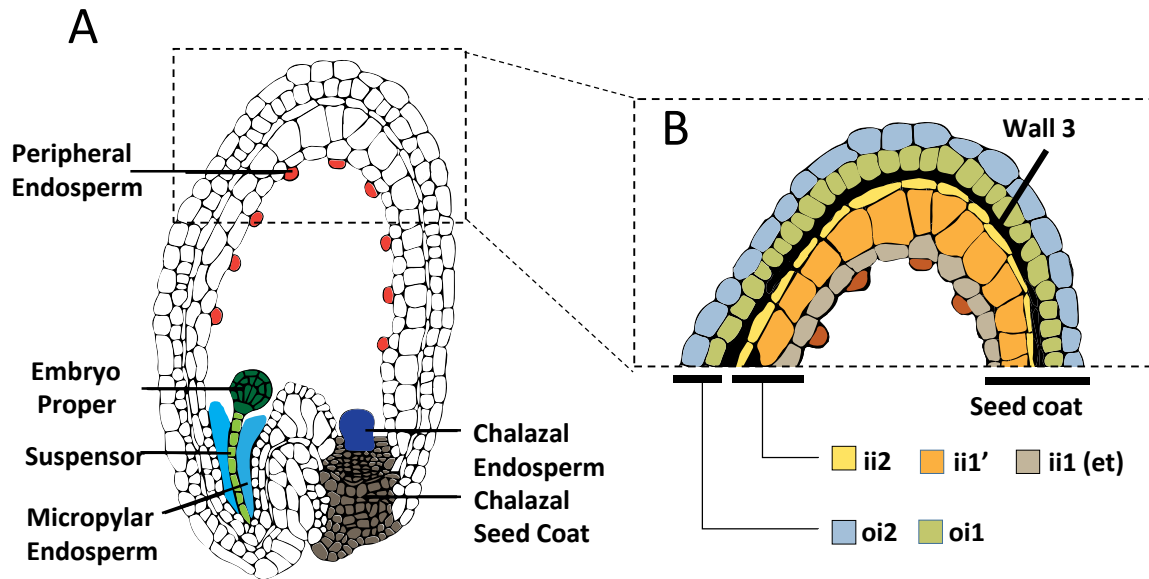 A
Peripheral
Endosperm
Embryo
Proper
Suspensor
Micropylar
Endosperm
Chalazal
Endosperm
Chalazal
Seed Coat
B
Wall 3
Seed coat
ii2 ii1’ ii1 (et)
oi2 oi1